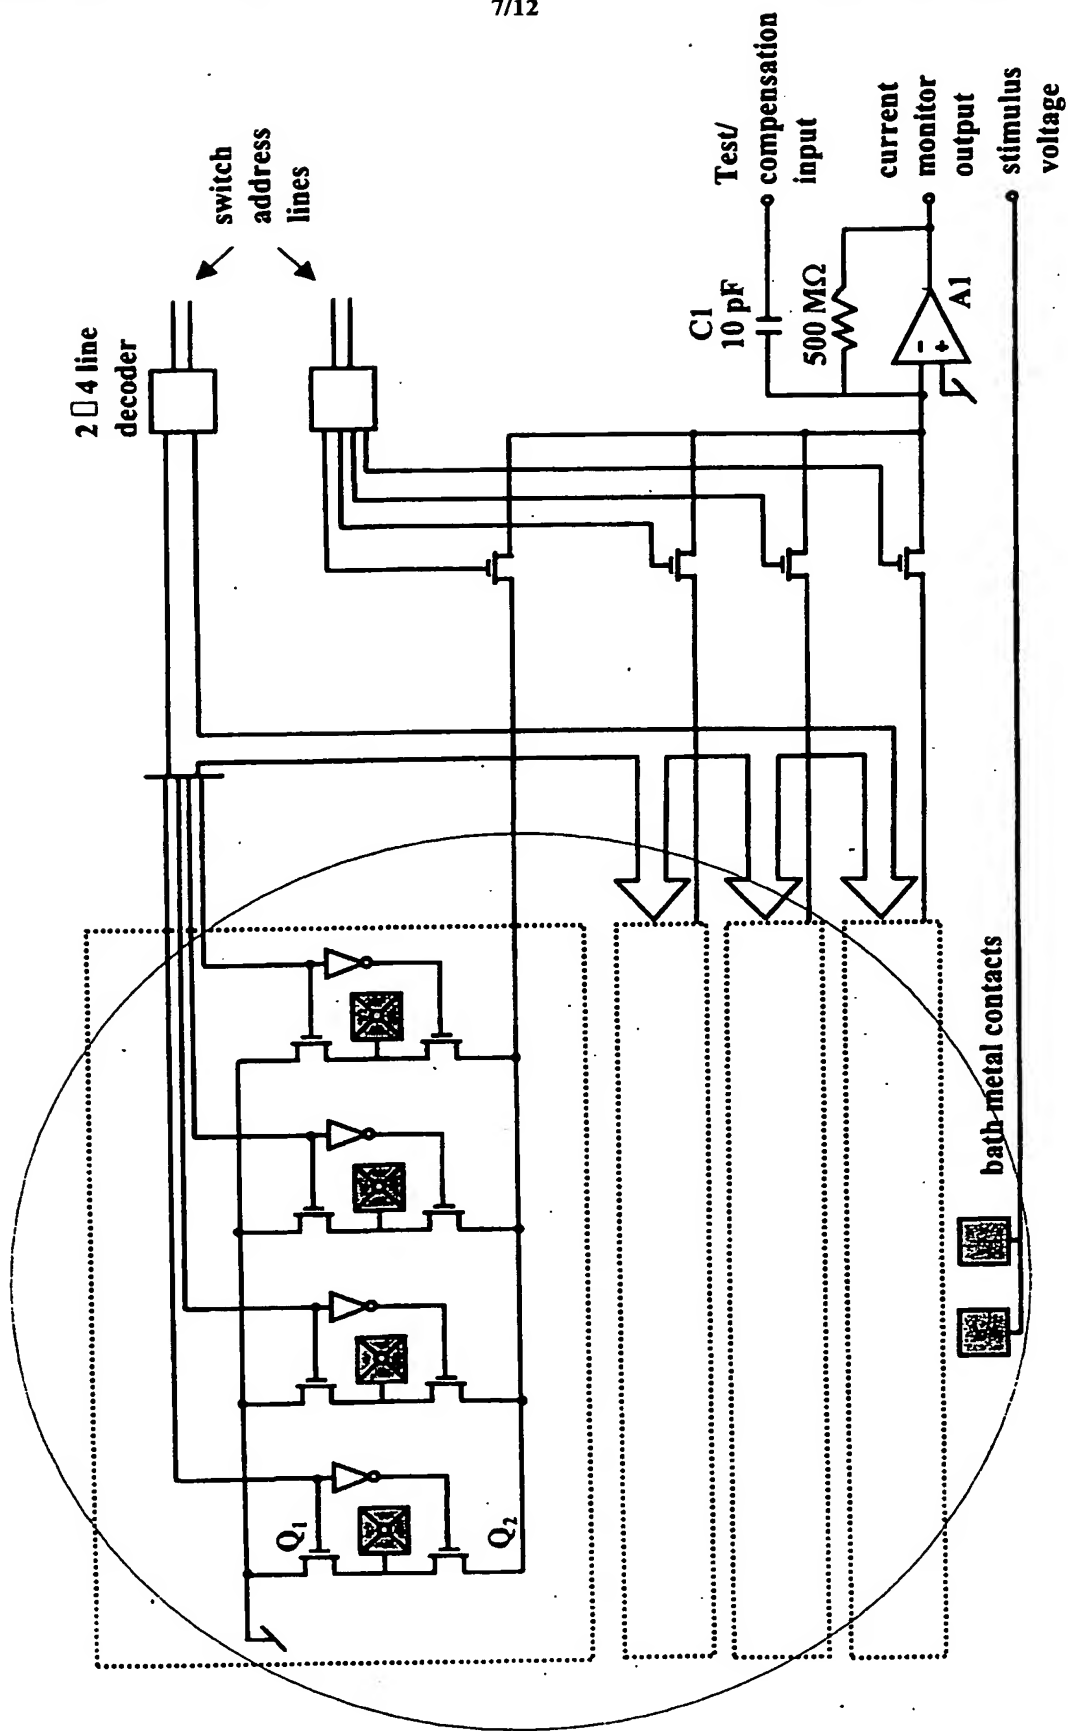 7/12
2 □ 4 line
decoder
switch
address
lines
Test/
compensation
input
C1
10 pF
500 MΩ
current
monitor
output
−
+
A1
stimulus
voltage
Q1
Q2
bath metal contacts